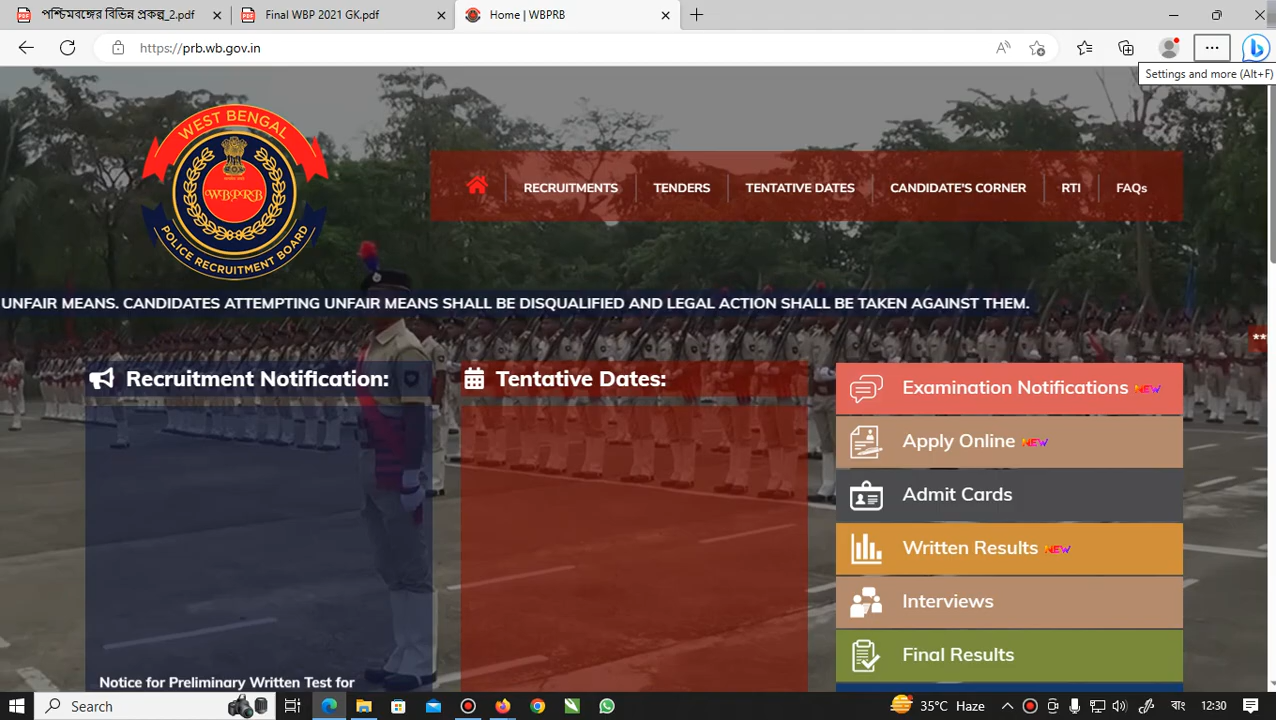 পশ্চিমবঙ্গের বিভিন্ন প্রকল্প_2.pdf
Final WBP 2021 GK.pdf
Home | WBPRB
https://prb.wb.gov.in
Settings and more (Alt+F)
WEST BENGAL
WBPRB
POLICE RECRUITMENT BOARD
RECRUITMENTS
TENDERS
TENTATIVE DATES
CANDIDATE'S CORNER
RTI
FAQs
UNFAIR MEANS. CANDIDATES ATTEMPTING UNFAIR MEANS SHALL BE DISQUALIFIED AND LEGAL ACTION SHALL BE TAKEN AGAINST THEM.
**
Recruitment Notification:
Tentative Dates:
Examination Notifications NEW
Apply Online NEW
Admit Cards
Written Results NEW
Interviews
Final Results
Notice for Preliminary Written Test for
Search
35°C Haze
বাং
12:30